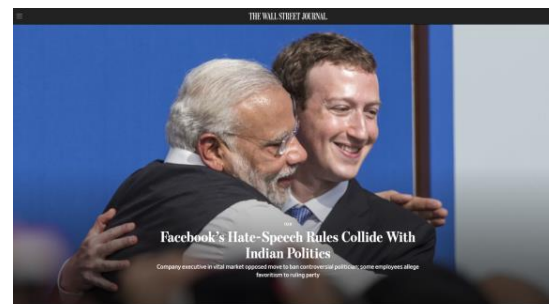 THE WALL STREET JOURNAL.
Facebook's Hate-Speech Rules Collide With
Indian Politics
Company executive in vital market opposed move to ban controversial politician; some employees allege
favoritism to ruling party